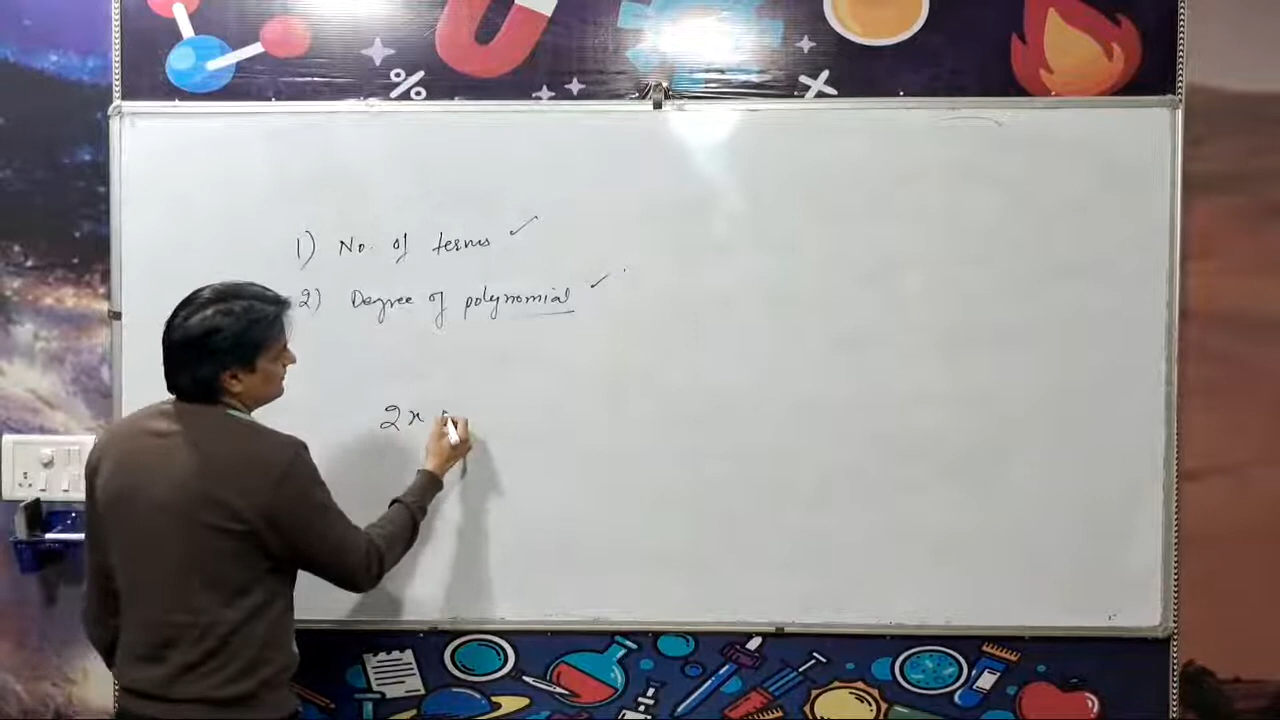 1) No. of terms ✓
2) Degree of polynomial ✓
2x